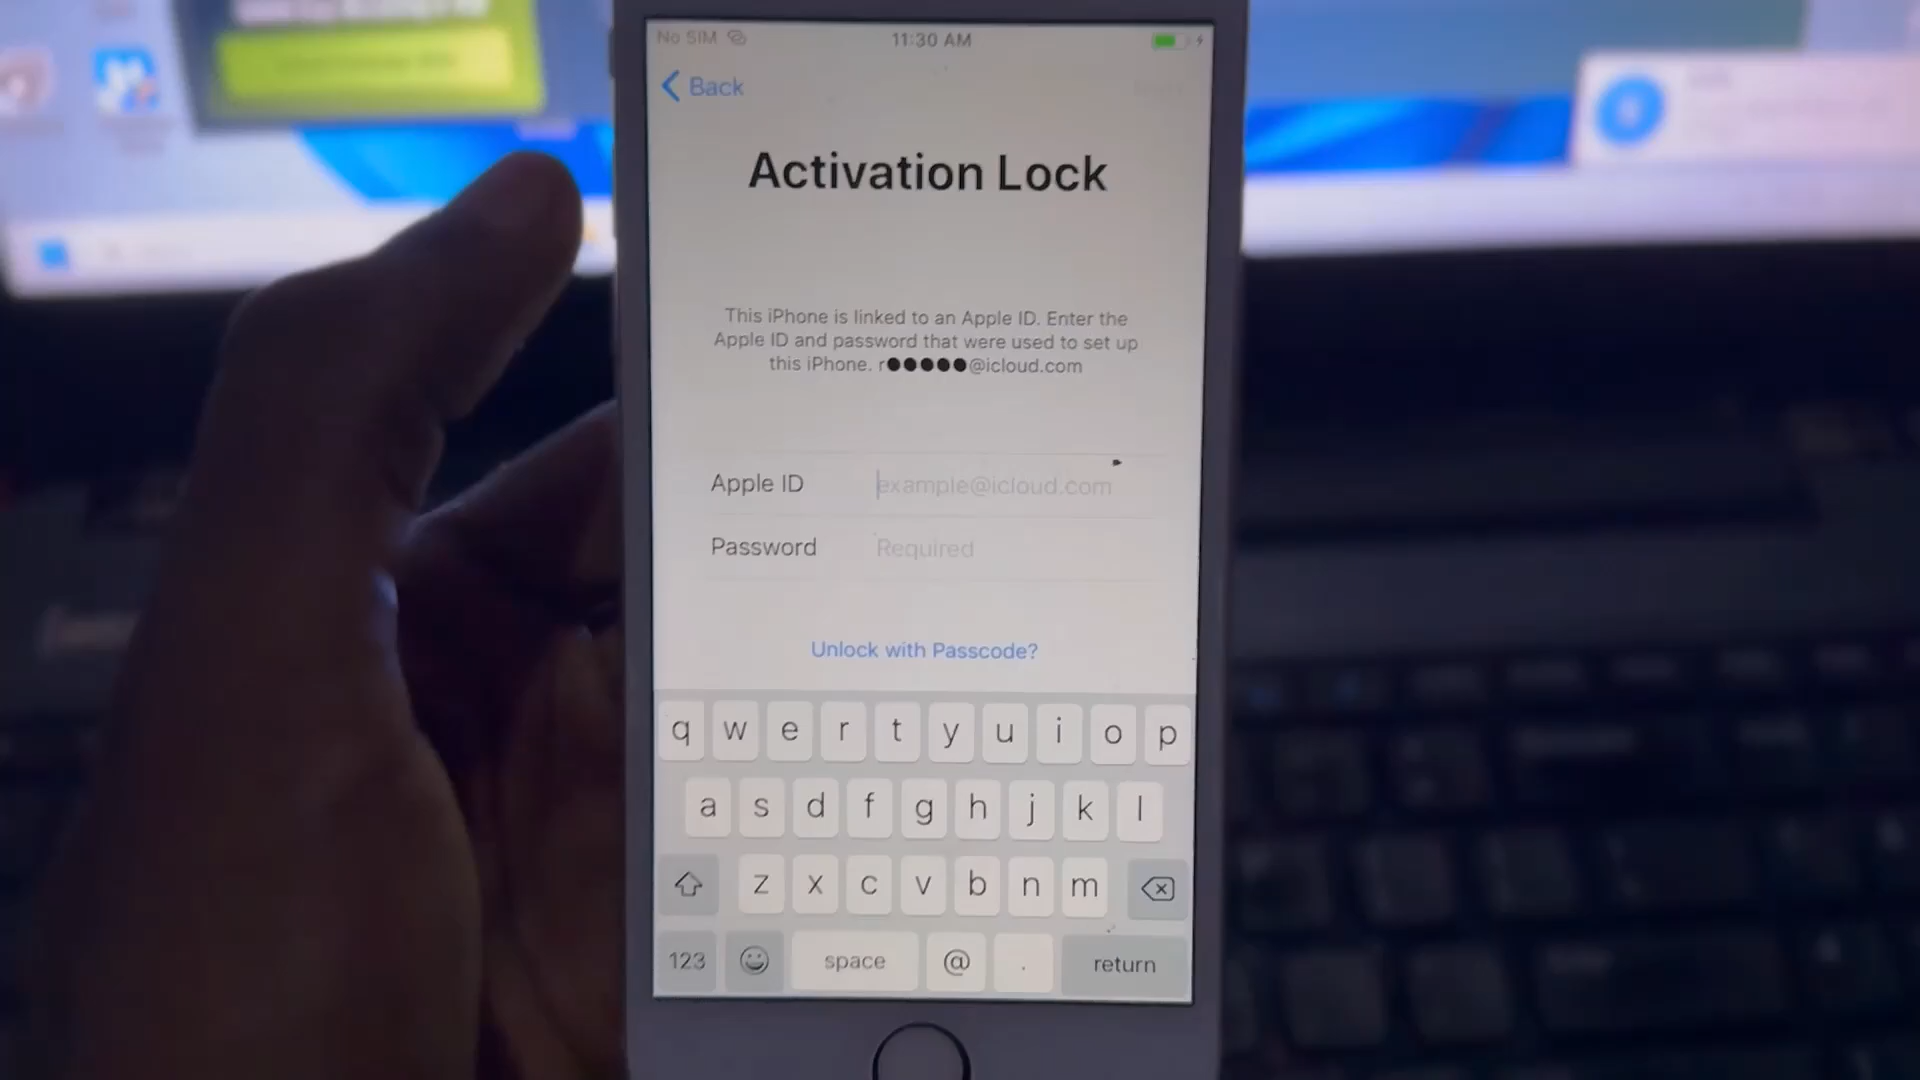 No SIM
11:30 AM
Back
Activation Lock
This iPhone is linked to an Apple ID. Enter the
Apple ID and password that were used to set up
this iPhone. r●●●●●@icloud.com
Apple ID example@icloud.com
Password Required
Unlock with Passcode?
q w e r t y u i o p
a s d f g h j k l
z x c v b n m
123 space @ . return